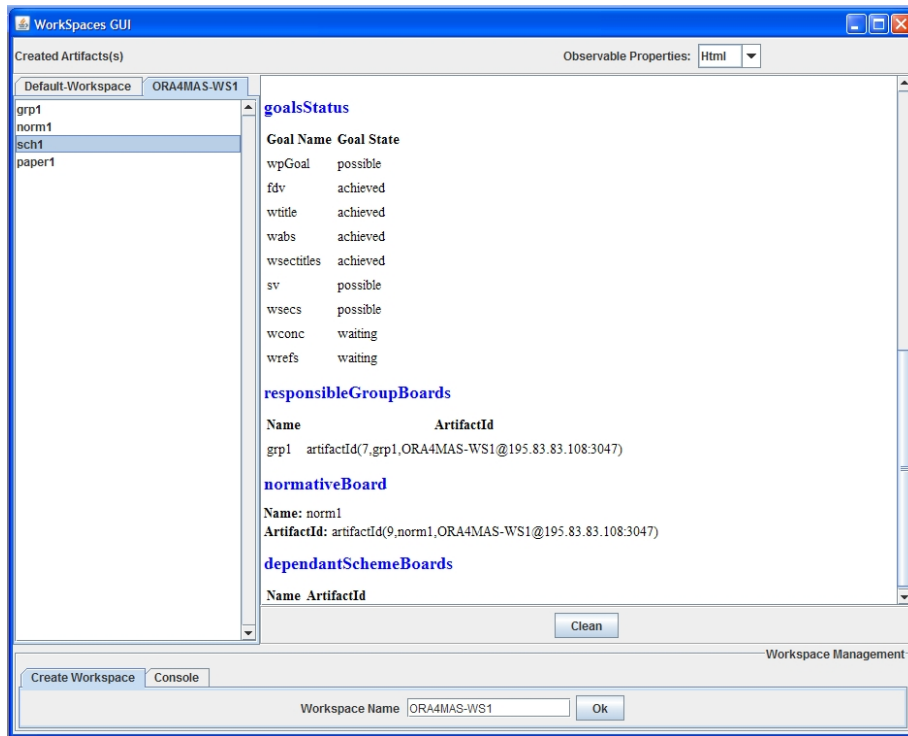 WorkSpaces GUI
Created Artifacts(s)
Observable Properties: Html
Default-Workspace ORA4MAS-WS1
grp1
norm1
sch1
paper1
goalsStatus
Goal Name Goal State
wpGoal possible
fdv achieved
wtitle achieved
wabs achieved
wsectitles achieved
sv possible
wsecs possible
wconc waiting
wrefs waiting
responsibleGroupBoards
Name ArtifactId
grp1 artifactId(7,grp1,ORA4MAS-WS1@195.83.83.108:3047)
normativeBoard
Name: norm1
ArtifactId: artifactId(9,norm1,ORA4MAS-WS1@195.83.83.108:3047)
dependantSchemeBoards
Name ArtifactId
Clean
Workspace Management
Create Workspace Console
Workspace Name ORA4MAS-WS1 Ok